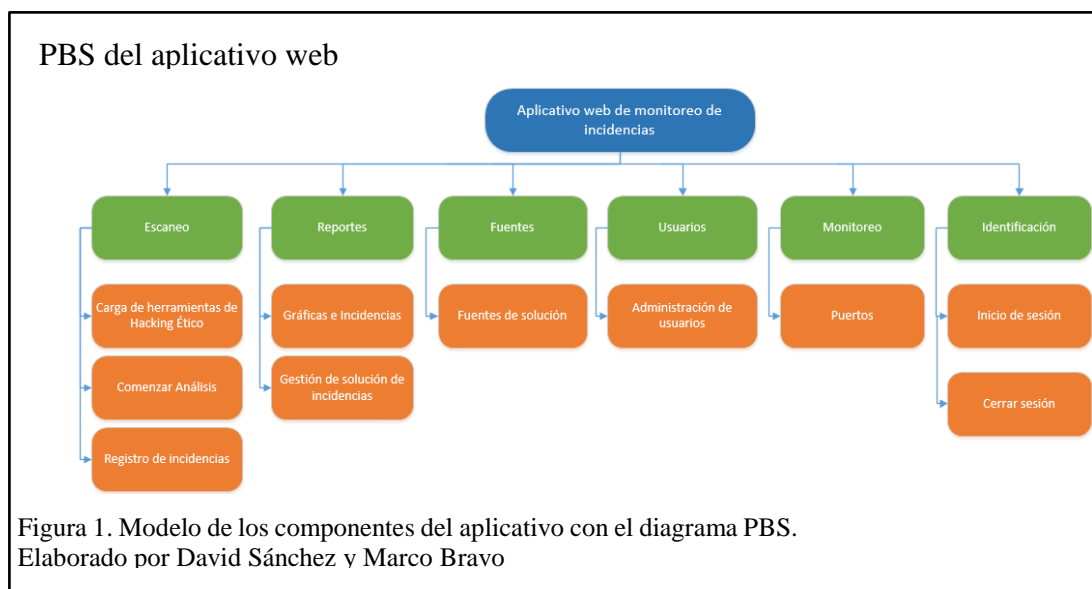 PBS del aplicativo web
Aplicativo web de monitoreo de
incidencias
Escaneo
Reportes
Fuentes
Usuarios
Monitoreo
Identificación
Carga de herramientas de
Hacking Ético
Gráficas e Incidencias
Fuentes de solución
Administración de
usuarios
Puertos
Inicio de sesión
Comenzar Análisis
Gestión de solución de
incidencias
Cerrar sesión
Registro de incidencias
Figura 1. Modelo de los componentes del aplicativo con el diagrama PBS.
Elaborado por David Sánchez y Marco Bravo